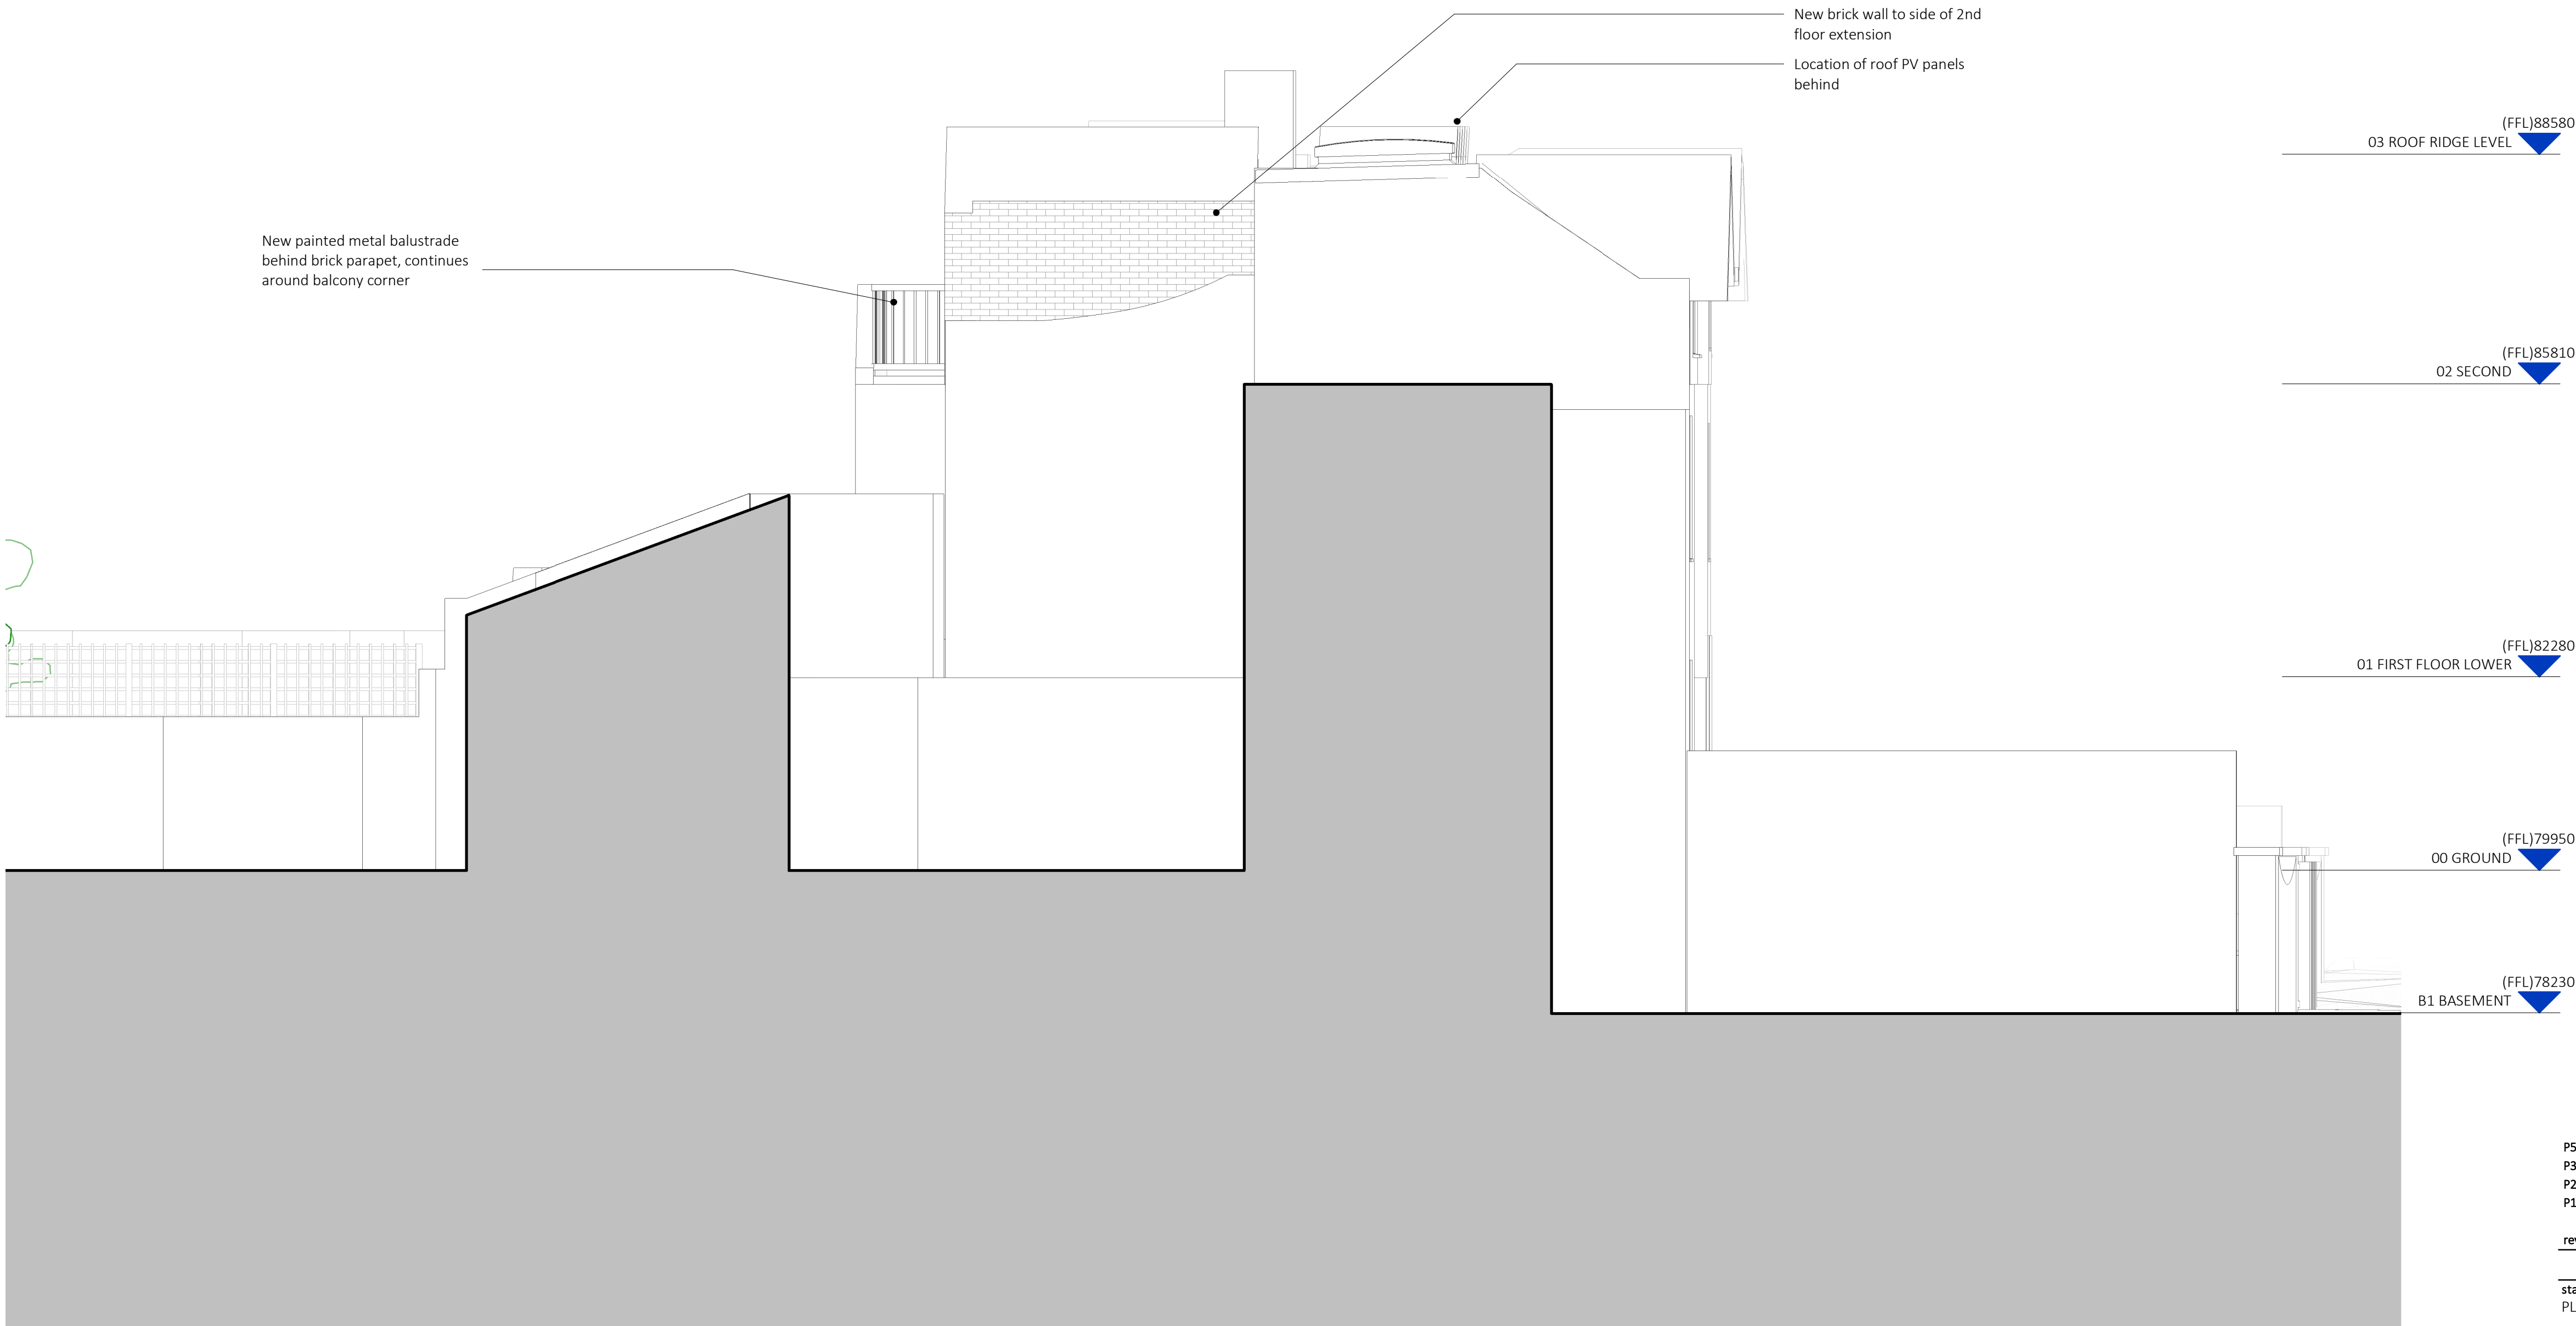 New brick wall to side of 2nd
floor extension
Location of roof PV panels
behind
New painted metal balustrade
behind brick parapet, continues
around balcony corner
(FFL)88580
03 ROOF RIDGE LEVEL
(FFL)85810
02 SECOND
(FFL)82280
01 FIRST FLOOR LOWER
(FFL)79950
00 GROUND
(FFL)78230
B1 BASEMENT
P5
P3
P2
P1